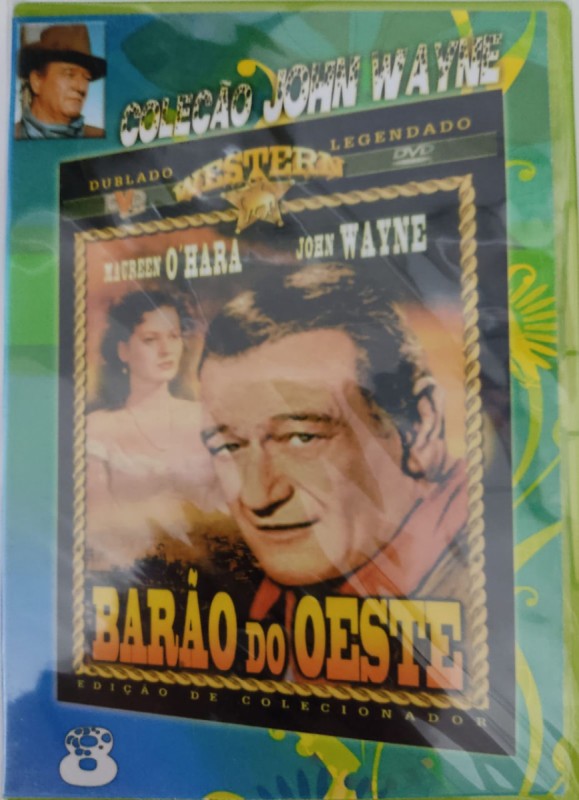 COLEÇÃO JOHN WAYNE
DUBLADO
WESTERN
LEGENDADO
DVD
MAUREEN O'HARA
JOHN WAYNE
BARÃO DO OESTE
EDIÇÃO DE COLECIONADOR
8